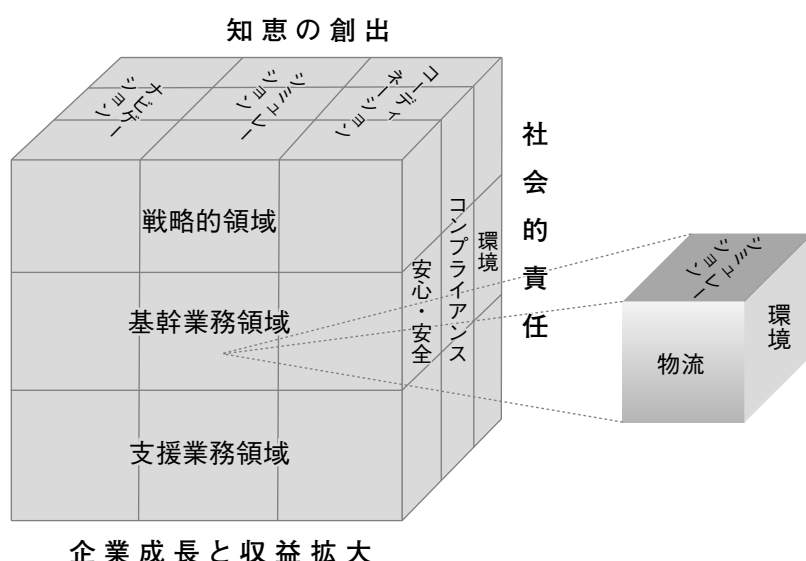 知恵の創出
ナビゲー
ション
シミュレー
ション
コーディ
ネーション
戦略的領域
基幹業務領域
支援業務領域
安心・安全
コンプライアンス
環境
社会的責任
企業成長と収益拡大
シミュレー
ション
物流
環境